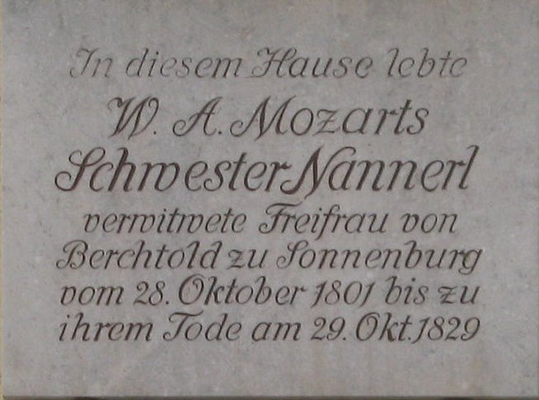 In diesem Hause lebte
W. A. Mozarts
Schwester Nannerl
verwitwete Freifrau von
Berchtold zu Sonnenburg
vom 28. Oktober 1801 bis zu
ihrem Tode am 29. Okt. 1829